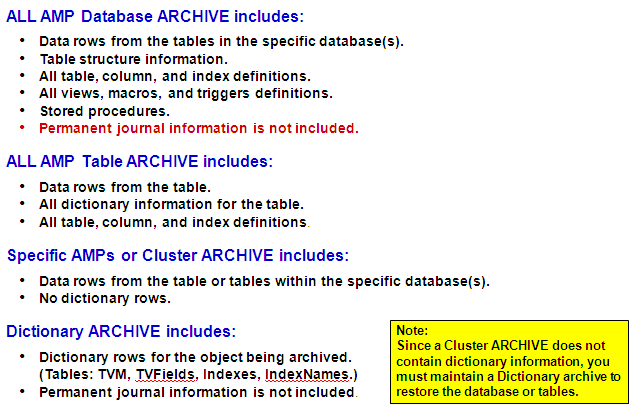 ALL AMP Database ARCHIVE includes:
• Data rows from the tables in the specific database(s).
• Table structure information.
• All table, column, and index definitions.
• All views, macros, and triggers definitions.
• Stored procedures.
• Permanent journal information is not included.
ALL AMP Table ARCHIVE includes:
• Data rows from the table.
• All dictionary information for the table.
• All table, column, and index definitions.
Specific AMPs or Cluster ARCHIVE includes:
• Data rows from the table or tables within the specific database(s).
• No dictionary rows.
Dictionary ARCHIVE includes:
• Dictionary rows for the object being archived.
(Tables: TVM, TVFields, Indexes, IndexNames.)
• Permanent journal information is not included.
Note:
Since a Cluster ARCHIVE does not
contain dictionary information, you
must maintain a Dictionary archive to
restore the database or tables.